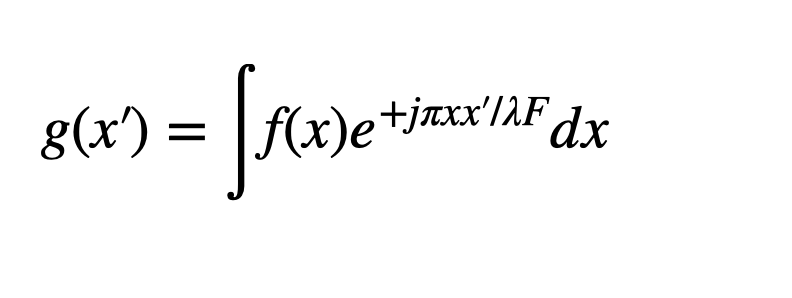 g(x′) = ∫f(x)e^{+jπxx′/λF}dx